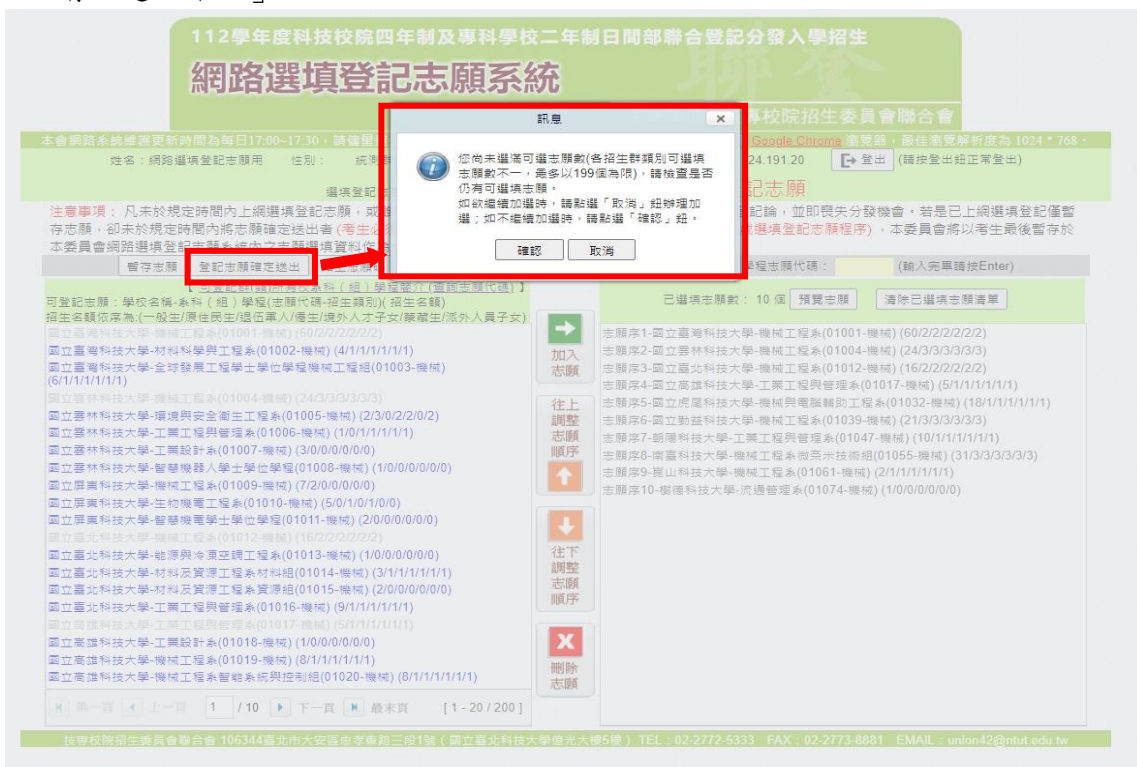 112學年度科技校院四年制及專科學校二年制日間部聯合登記分發入學招生
網路選填登記志願系統
聯登
專校院招生委員會聯合會
訊息
本會網路系統維護更新時間為每日17:00~17:30，請儘量
Google Chrome 瀏覽器，最佳瀏覽解析度為 1024 * 768。
姓名：網路選填登記志願用 性別： 統測
24.191.20 登出 (請按登出鈕正常登出)
您尚未選滿可選志願數(各招生群類別可選填
志願數不一，最多以199個為限)，請檢查是否
仍有可選填志願。
如欲繼續加選時，請點選「取消」鈕辦理加
選；如不繼續加選時，請點選「確認」鈕。
確認 取消
選填登記志
記志願
注意事項：凡未於規定時間內上網選填登記志願，或
記論，並即喪失分發機會。若是已上網選填登記僅暫
存志願，卻未於規定時間內將志願確定送出者(考生必
選填登記志願程序)，本委員會將以考生最後暫存於
本委員會網路選填登記志願系統內之志願選填資料作為
暫存志願 登記志願確定送出
程志願代碼： (輸入完畢請按Enter)
【可登記群(類)所有校系科（組）學程簡介(查詢志願代碼)】
可登記志願：學校名稱-系科（組）學程(志願代碼-招生類別)(招生名額)
招生名額依序為:(一般生/原住民生/退伍軍人/僑生/境外人才子女/蒙藏生/派外人員子女)
國立臺灣科技大學-機械工程系(01001-機械) (60/2/2/2/2/2/2)
國立臺灣科技大學-材料科學與工程系(01002-機械) (4/1/1/1/1/1/1)
國立臺灣科技大學-全球發展工程學士學位學程機械工程組(01003-機械)
(6/1/1/1/1/1/1)
國立雲林科技大學-機械工程系(01004-機械) (24/3/3/3/3/3/3)
國立雲林科技大學-環境與安全衛生工程系(01005-機械) (2/3/0/2/2/0/2)
國立雲林科技大學-工業工程與管理系(01006-機械) (1/0/1/1/1/1/1)
國立雲林科技大學-工業設計系(01007-機械) (3/0/0/0/0/0/0)
國立雲林科技大學-智慧機器人學士學位學程(01008-機械) (1/0/0/0/0/0/0)
國立屏東科技大學-機械工程系(01009-機械) (7/2/0/0/0/0/0)
國立屏東科技大學-生物機電工程系(01010-機械) (5/0/1/0/1/0/0)
國立屏東科技大學-智慧機電學士學位學程(01011-機械) (2/0/0/0/0/0/0)
國立臺北科技大學-機械工程系(01012-機械) (16/2/2/2/2/2/2)
國立臺北科技大學-能源與冷凍空調工程系(01013-機械) (1/0/0/0/0/0/0)
國立臺北科技大學-材料及資源工程系材料組(01014-機械) (3/1/1/1/1/1/1)
國立臺北科技大學-材料及資源工程系資源組(01015-機械) (2/0/0/0/0/0/0)
國立臺北科技大學-工業工程與管理系(01016-機械) (9/1/1/1/1/1/1)
國立高雄科技大學-工業工程與管理系(01017-機械) (5/1/1/1/1/1/1)
國立高雄科技大學-工業設計系(01018-機械) (1/0/0/0/0/0/0)
國立高雄科技大學-機械工程系(01019-機械) (8/1/1/1/1/1/1)
國立高雄科技大學-機械工程系智能系統與控制組(01020-機械) (8/1/1/1/1/1/1)
第一頁 上一頁 1 / 10 下一頁 最末頁 [ 1 - 20 / 200 ]
加入
志願
往上
調整
志願
順序
往下
調整
志願
順序
刪除
志願
已選填志願數： 10 個 預覽志願 清除已選填志願清單
志願序1-國立臺灣科技大學-機械工程系(01001-機械) (60/2/2/2/2/2/2)
志願序2-國立雲林科技大學-機械工程系(01004-機械) (24/3/3/3/3/3/3)
志願序3-國立臺北科技大學-機械工程系(01012-機械) (16/2/2/2/2/2/2)
志願序4-國立高雄科技大學-工業工程與管理系(01017-機械) (5/1/1/1/1/1/1)
志願序5-國立虎尾科技大學-機械與電腦輔助工程系(01032-機械) (18/1/1/1/1/1/1)
志願序6-國立勤益科技大學-機械工程系(01039-機械) (21/3/3/3/3/3/3)
志願序7-朝陽科技大學-工業工程與管理系(01047-機械) (10/1/1/1/1/1/1)
志願序8-南臺科技大學-機械工程系微奈米技術組(01055-機械) (31/3/3/3/3/3/3)
志願序9-崑山科技大學-機械工程系(01061-機械) (2/1/1/1/1/1/1)
志願序10-樹德科技大學-流通管理系(01074-機械) (1/0/0/0/0/0/0)
技專校院招生委員會聯合會 106344臺北市大安區忠孝東路三段1號 ( 國立臺北科技大學億光大樓5樓 ) TEL：02-2772-5333 FAX：02-2773-8881 EMAIL：union42@ntut.edu.tw